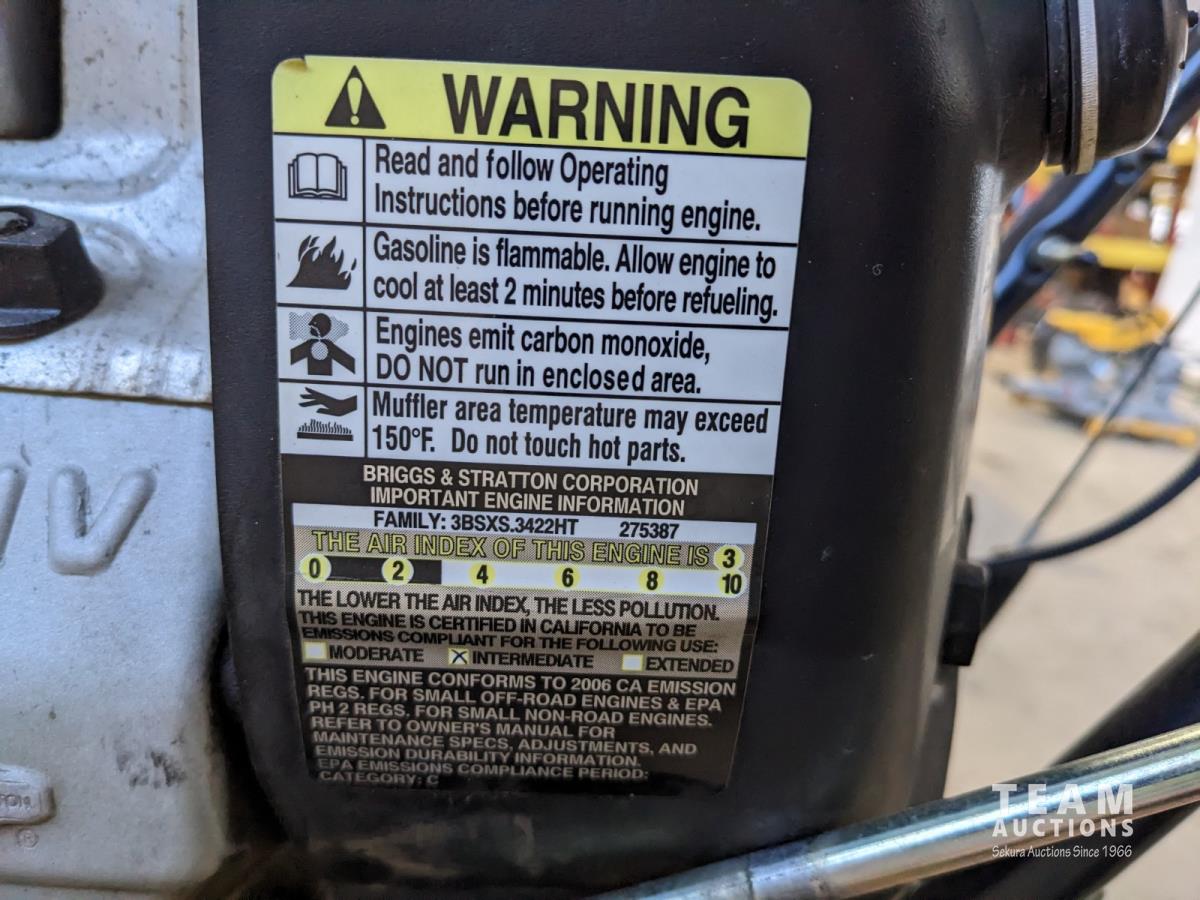 WARNING
Read and follow Operating
Instructions before running engine.
Gasoline is flammable. Allow engine to
cool at least 2 minutes before refueling.
Engines emit carbon monoxide,
DO NOT run in enclosed area.
Muffler area temperature may exceed
150°F. Do not touch hot parts.
BRIGGS & STRATTON CORPORATION
IMPORTANT ENGINE INFORMATION
FAMILY: 3BSXS.3422HT 275387
THE AIR INDEX OF THIS ENGINE IS 3
0 2 4 6 8 10
THE LOWER THE AIR INDEX, THE LESS POLLUTION.
THIS ENGINE IS CERTIFIED IN CALIFORNIA TO BE
EMISSIONS COMPLIANT FOR THE FOLLOWING USE:
MODERATE X INTERMEDIATE EXTENDED
THIS ENGINE CONFORMS TO 2006 CA EMISSION
REGS. FOR SMALL OFF-ROAD ENGINES & EPA
PH 2 REGS. FOR SMALL NON-ROAD ENGINES.
REFER TO OWNER'S MANUAL FOR
MAINTENANCE SPECS, ADJUSTMENTS, AND
EMISSION DURABILITY INFORMATION.
EPA EMISSIONS COMPLIANCE PERIOD:
CATEGORY: C
TEAM
AUCTIONS
Sekura Auctions Since 1966